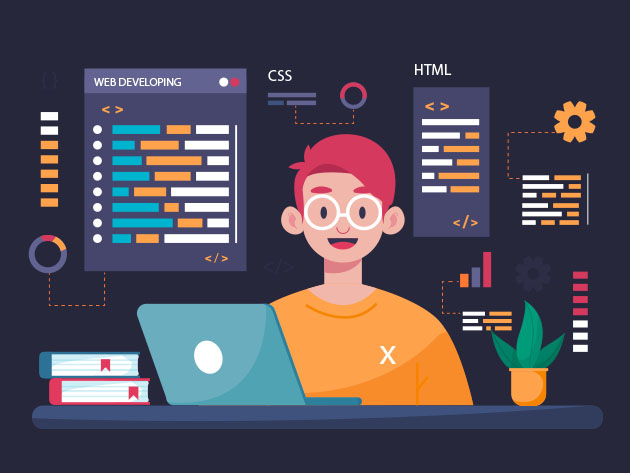 WEB DEVELOPING
CSS
HTML
{ }
< >
< >
</>
</>
</>
X